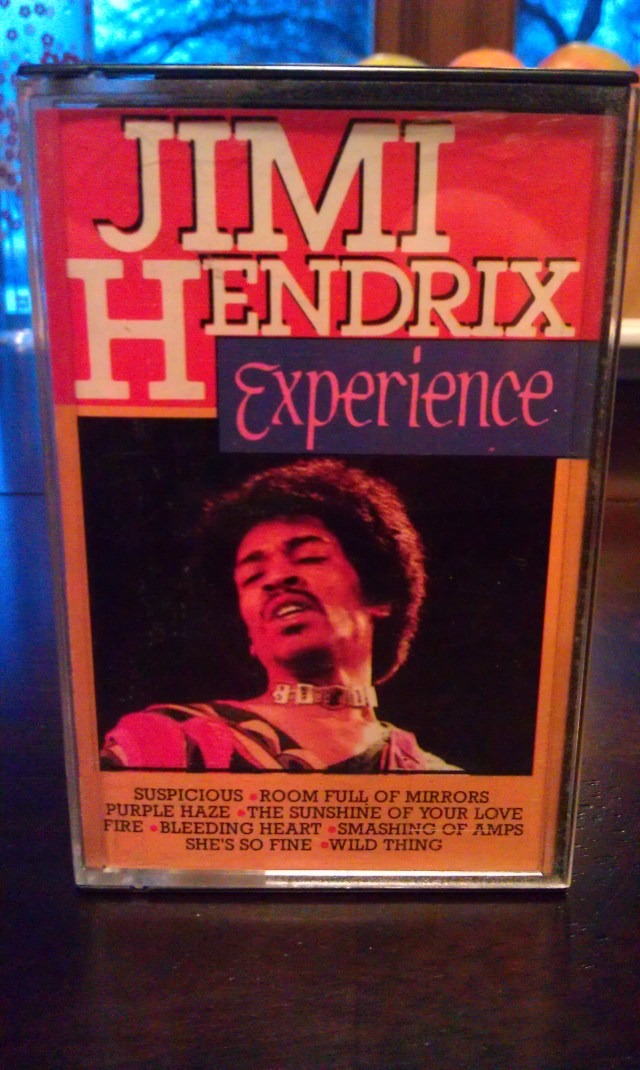 JIMI
HENDRIX
Experience
SUSPICIOUS • ROOM FULL OF MIRRORS
PURPLE HAZE • THE SUNSHINE OF YOUR LOVE
FIRE • BLEEDING HEART • SMASHING OF AMPS
SHE'S SO FINE • WILD THING